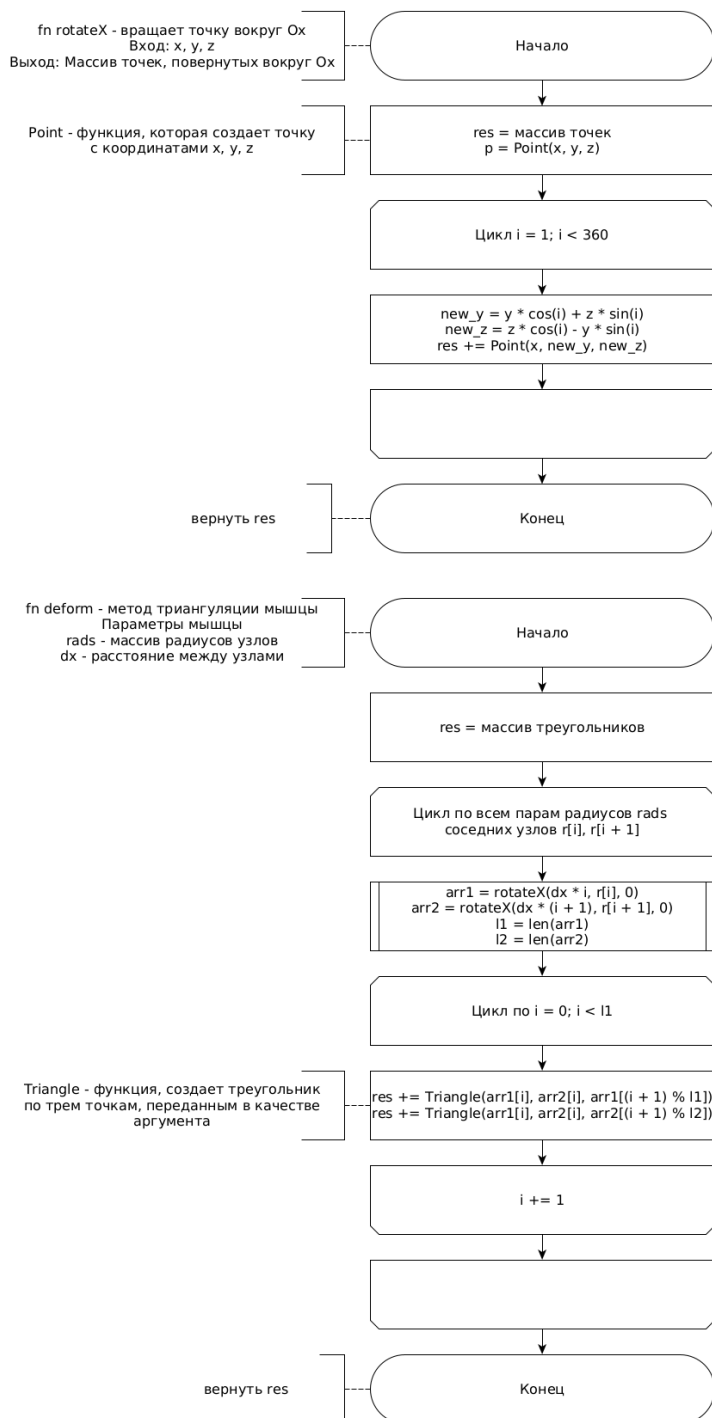 fn rotateX - вращает точку вокруг Ox
Вход: x, y, z
Выход: Массив точек, повернутых вокруг Ox
Начало
Point - функция, которая создает точку
с координатами x, y, z
res = массив точек
p = Point(x, y, z)
Цикл i = 1; i < 360
new_y = y * cos(i) + z * sin(i)
new_z = z * cos(i) - y * sin(i)
res += Point(x, new_y, new_z)
вернуть res
Конец
fn deform - метод триангуляции мышцы
Параметры мышцы
rads - массив радиусов узлов
dx - расстояние между узлами
Начало
res = массив треугольников
Цикл по всем парам радиусов rads
соседних узлов r[i], r[i + 1]
arr1 = rotateX(dx * i, r[i], 0)
arr2 = rotateX(dx * (i + 1), r[i + 1], 0)
l1 = len(arr1)
l2 = len(arr2)
Цикл по i = 0; i < l1
Triangle - функция, создает треугольник
по трем точкам, переданным в качестве
аргумента
res += Triangle(arr1[i], arr2[i], arr1[(i + 1) % l1])
res += Triangle(arr1[i], arr2[i], arr2[(i + 1) % l2])
i += 1
вернуть res
Конец